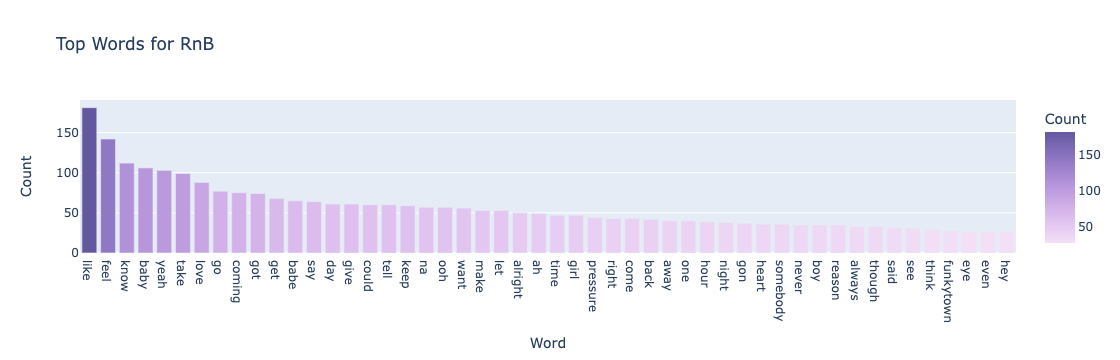 Top Words for RnB
Count
150
100
50
0
like feel know baby yeah take love go coming got get babe say day give could tell keep na ooh want make let alright ah time girl pressure right come back away one hour night gon heart somebody never boy reason always though said see think funkytown eye even hey
Word
Count
150
100
50